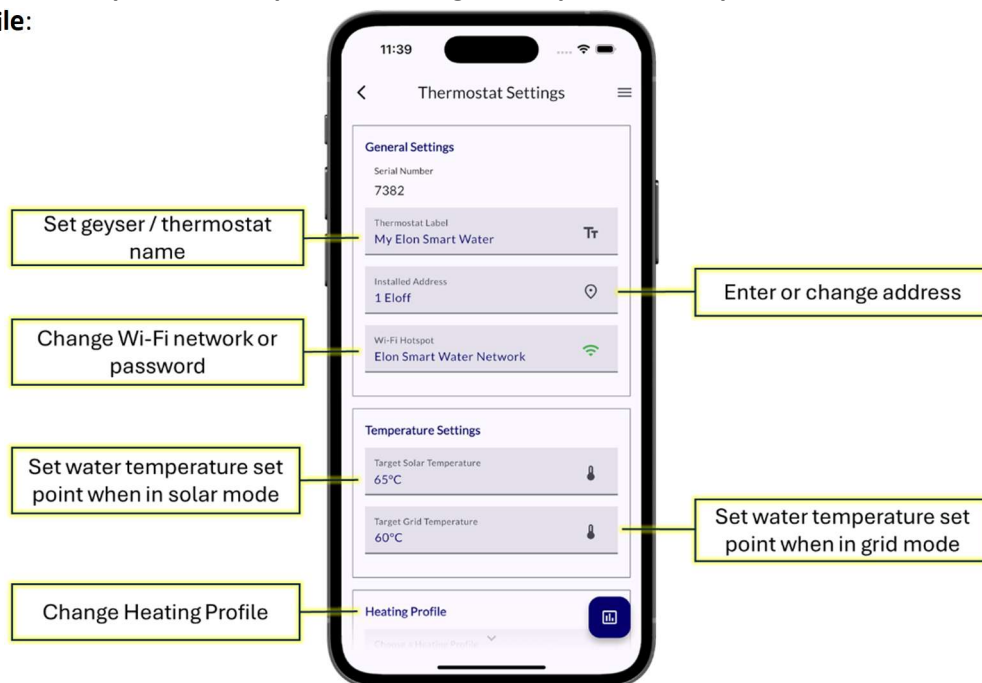 ile:
11:39
Thermostat Settings
General Settings
Serial Number
7382
Set geyser / thermostat
name
Thermostat Label
My Elon Smart Water
Installed Address
1 Eloff
Enter or change address
Change Wi-Fi network or
password
Wi-Fi Hotspot
Elon Smart Water Network
Temperature Settings
Set water temperature set
point when in solar mode
Target Solar Temperature
65°C
Target Grid Temperature
60°C
Set water temperature set
point when in grid mode
Change Heating Profile
Heating Profile